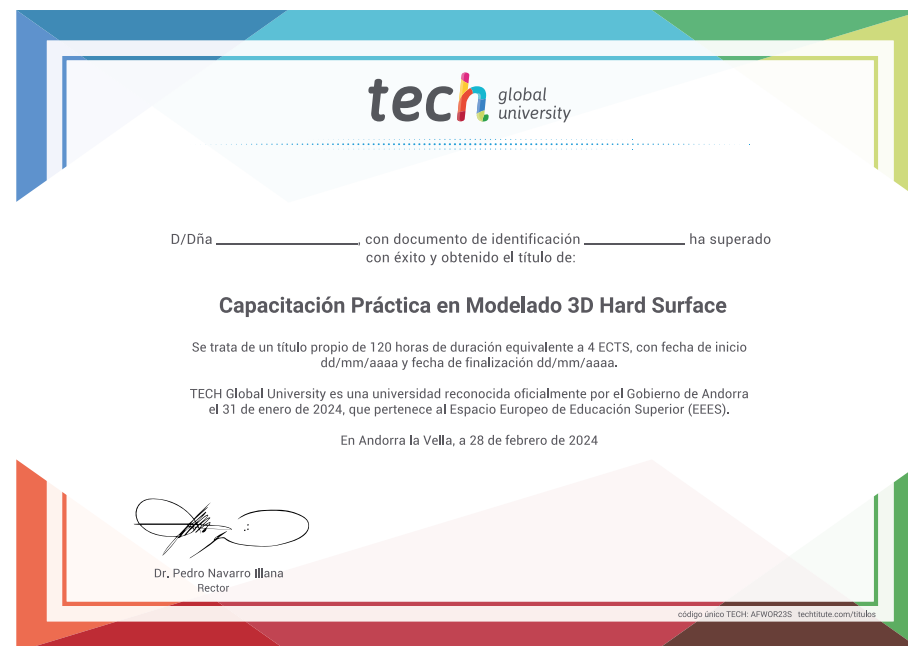 tech global university
D/Dña ____________________, con documento de identificación ______________ ha superado
con éxito y obtenido el título de:
Capacitación Práctica en Modelado 3D Hard Surface
Se trata de un título propio de 120 horas de duración equivalente a 4 ECTS, con fecha de inicio
dd/mm/aaaa y fecha de finalización dd/mm/aaaa.
TECH Global University es una universidad reconocida oficialmente por el Gobierno de Andorra
el 31 de enero de 2024, que pertenece al Espacio Europeo de Educación Superior (EEES).
En Andorra la Vella, a 28 de febrero de 2024
Dr. Pedro Navarro Illana
Rector
código único TECH: AFWOR23S techtitute.com/titulos